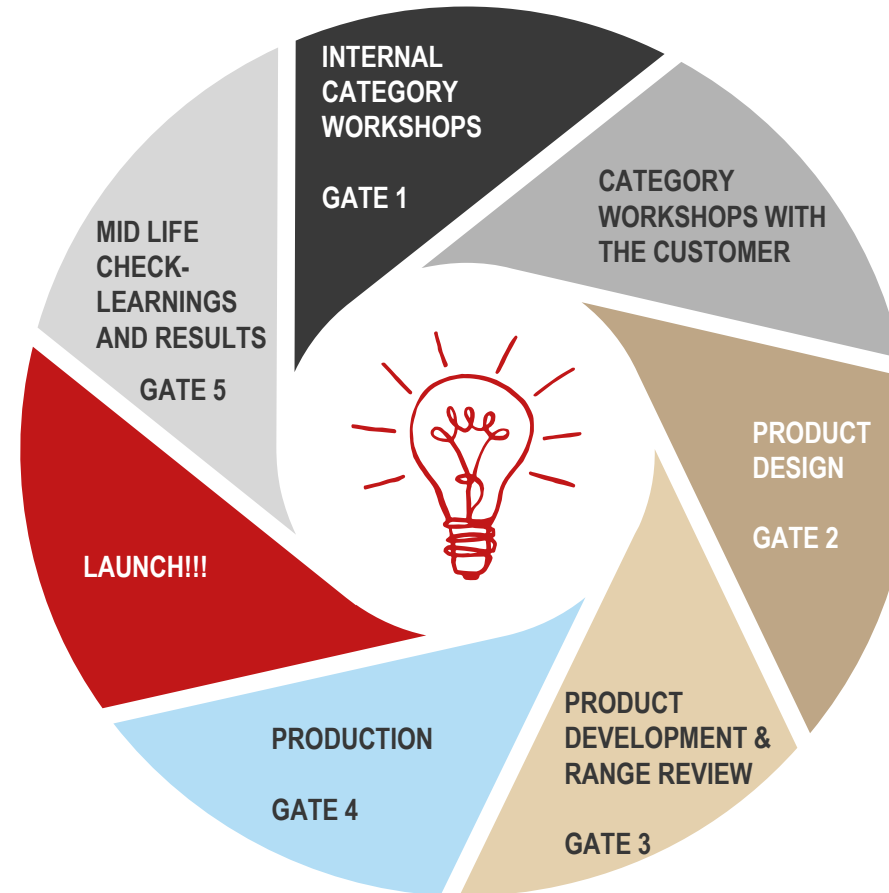 INTERNAL
CATEGORY
WORKSHOPS
GATE 1
CATEGORY
WORKSHOPS WITH
THE CUSTOMER
PRODUCT
DESIGN
GATE 2
PRODUCT
DEVELOPMENT &
RANGE REVIEW
GATE 3
PRODUCTION
GATE 4
LAUNCH!!!
MID LIFE
CHECK-
LEARNINGS
AND RESULTS
GATE 5